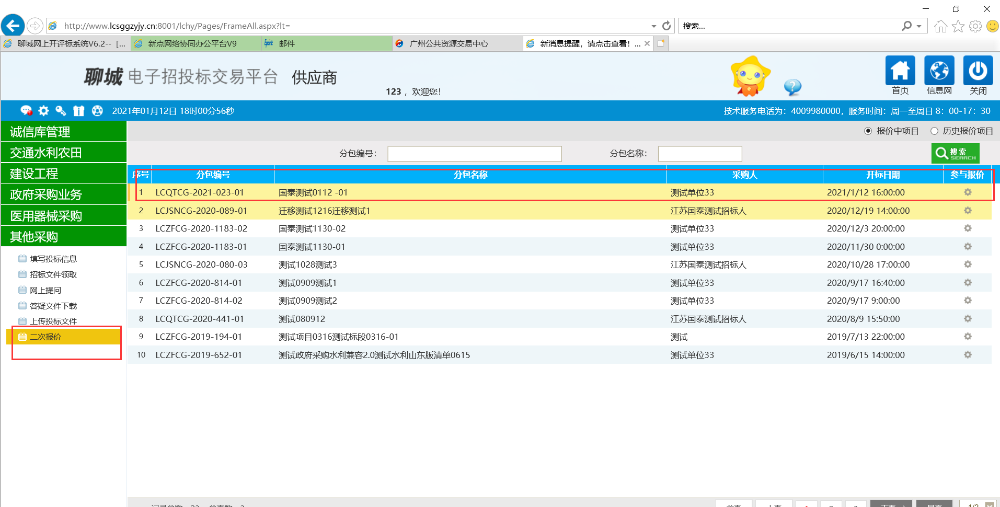 http://www.lcsggzyjy.cn:8001/lchy/Pages/FrameAll.aspx?lt=
搜索...
聊城网上开评标系统V6.2-- [...
新点网络协同办公平台V9
邮件
广州公共资源交易中心
新消息提醒，请点击查看！...
聊城 电子招投标交易平台 供应商
123 ，欢迎您！
首页
信息网
关闭
2021年01月12日 18时00分56秒
技术服务电话为：4009980000，服务时间：周一至周日 8：00-17：30
诚信库管理
交通水利农田
建设工程
政府采购业务
医用器械采购
其他采购
填写投标信息
招标文件领取
网上提问
答疑文件下载
上传投标文件
二次报价
报价中项目 历史报价项目
分包编号： 分包名称： 搜索 SEARCH
序号 分包编号 分包名称 采购人 开标日期 参与报价
1 LCQTCG-2021-023-01 国泰测试0112 -01 测试单位33 2021/1/12 16:00:00
2 LCJSNCG-2020-089-01 迁移测试1216迁移测试1 江苏国泰测试招标人 2020/12/19 14:00:00
3 LCZFCG-2020-1183-02 国泰测试1130-02 测试单位33 2020/12/3 20:00:00
4 LCZFCG-2020-1183-01 国泰测试1130-01 测试单位33 2020/11/30 0:00:00
5 LCJSNCG-2020-080-03 测试1028测试3 江苏国泰测试招标人 2020/10/28 17:00:00
6 LCZFCG-2020-814-01 测试0909测试1 测试单位33 2020/9/17 16:40:00
7 LCZFCG-2020-814-02 测试0909测试2 测试单位33 2020/9/17 9:00:00
8 LCQTCG-2020-441-01 测试080912 江苏国泰测试招标人 2020/8/9 15:50:00
9 LCZFCG-2019-194-01 测试项目0316测试标段0316-01 测试 2019/7/13 22:00:00
10 LCZFCG-2019-652-01 测试政府采购水利兼容2.0测试水利山东版清单0615 测试单位33 2019/6/15 14:00:00